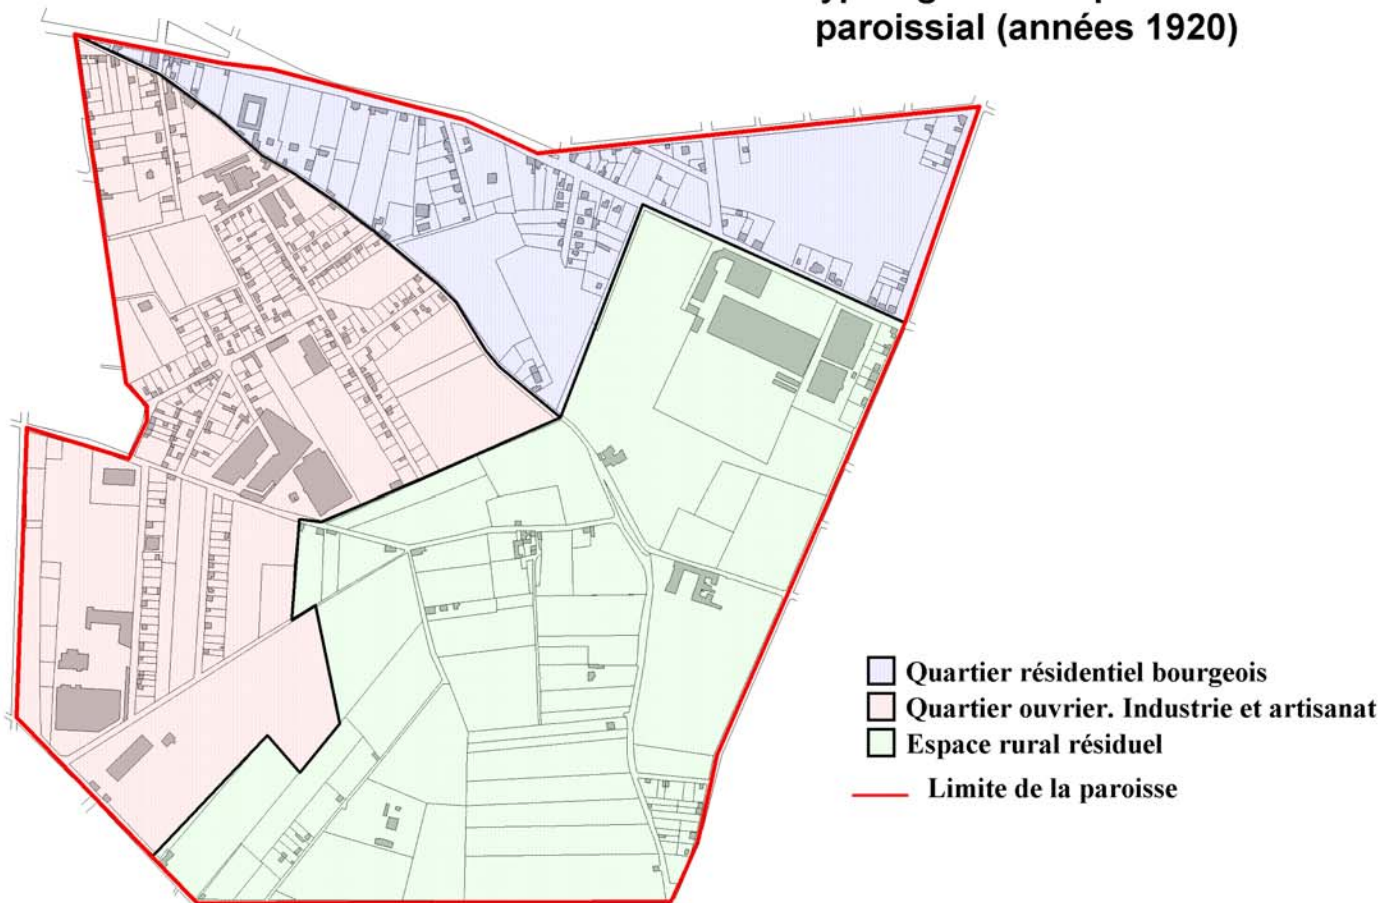 paroissial (années 1920)
Quartier résidentiel bourgeois
Quartier ouvrier. Industrie et artisanat
Espace rural résiduel
Limite de la paroisse